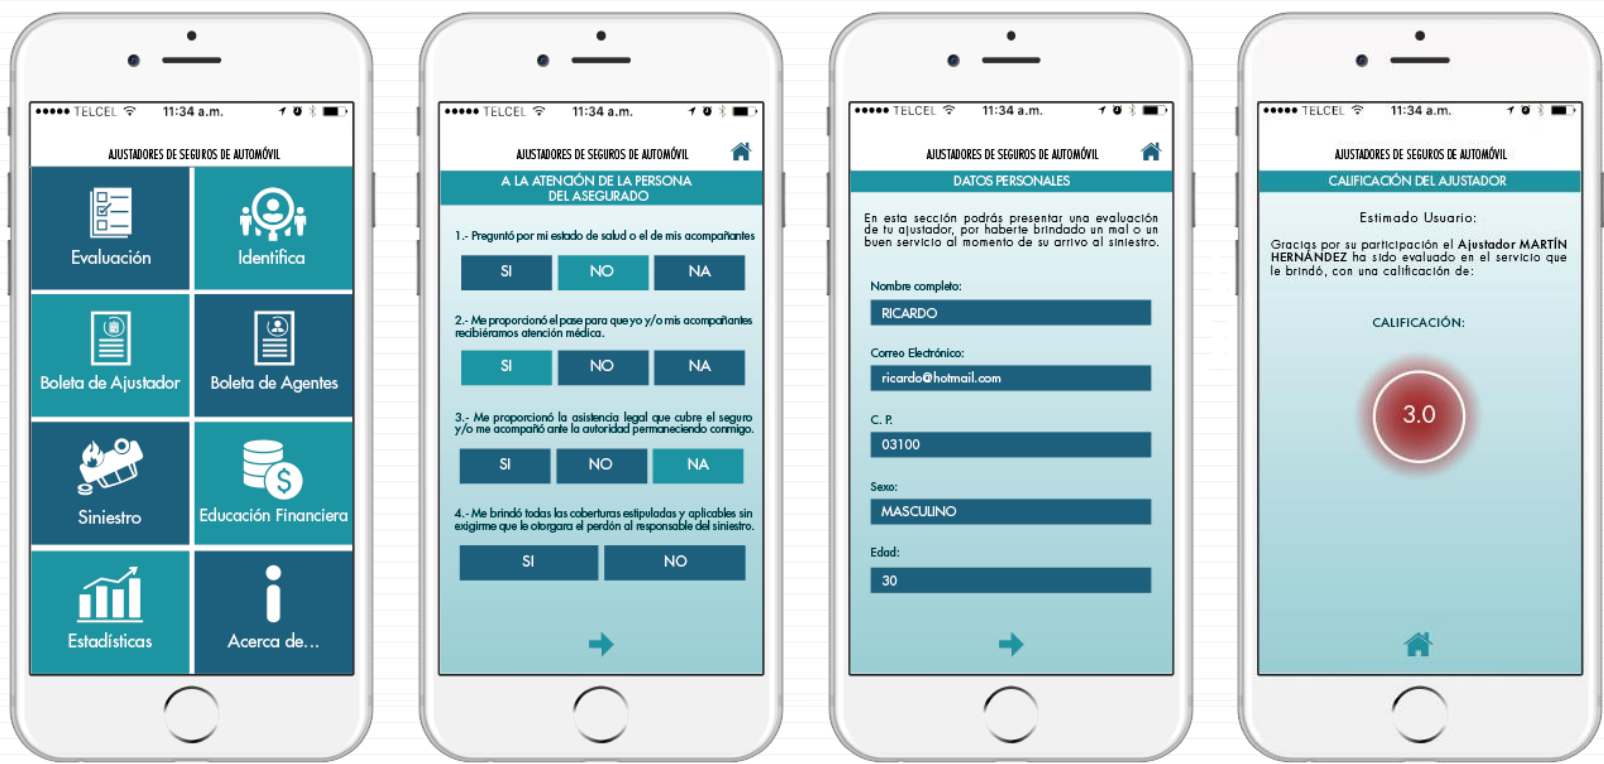 TELCEL 11:34 a.m.
AJUSTADORES DE SEGUROS DE AUTOMÓVIL
Evaluación
Identifica
Boleta de Ajustador
Boleta de Agentes
Siniestro
Educación Financiera
Estadísticas
Acerca de...
TELCEL 11:34 a.m.
AJUSTADORES DE SEGUROS DE AUTOMÓVIL
A LA ATENCIÓN DE LA PERSONA
DEL ASEGURADO
1.- Preguntó por mi estado de salud o el de mis acompañantes
SI NO NA
2.- Me proporcionó el pase para que yo y/o mis acompañantes
recibiéramos atención médica.
SI NO NA
3.- Me proporcionó la asistencia legal que cubre el seguro
y/o me acompañó ante la autoridad permaneciendo conmigo.
SI NO NA
4.- Me brindó todas las coberturas estipuladas y aplicables sin
exigirme que le otorgara el perdón al responsable del siniestro.
SI NO
TELCEL 11:34 a.m.
AJUSTADORES DE SEGUROS DE AUTOMÓVIL
DATOS PERSONALES
En esta sección podrás presentar una evaluación
de tu ajustador, por haberte brindado un mal o un
buen servicio al momento de su arrivo al siniestro.
Nombre completo:
RICARDO
Correo Electrónico:
ricardo@hotmail.com
C. P.
03100
Sexo:
MASCULINO
Edad:
30
TELCEL 11:34 a.m.
AJUSTADORES DE SEGUROS DE AUTOMÓVIL
CALIFICACIÓN DEL AJUSTADOR
Estimado Usuario:
Gracias por su participación el Ajustador MARTÍN
HERNÁNDEZ ha sido evaluado en el servicio que
le brindó, con una calificación de:
CALIFICACIÓN:
3.0